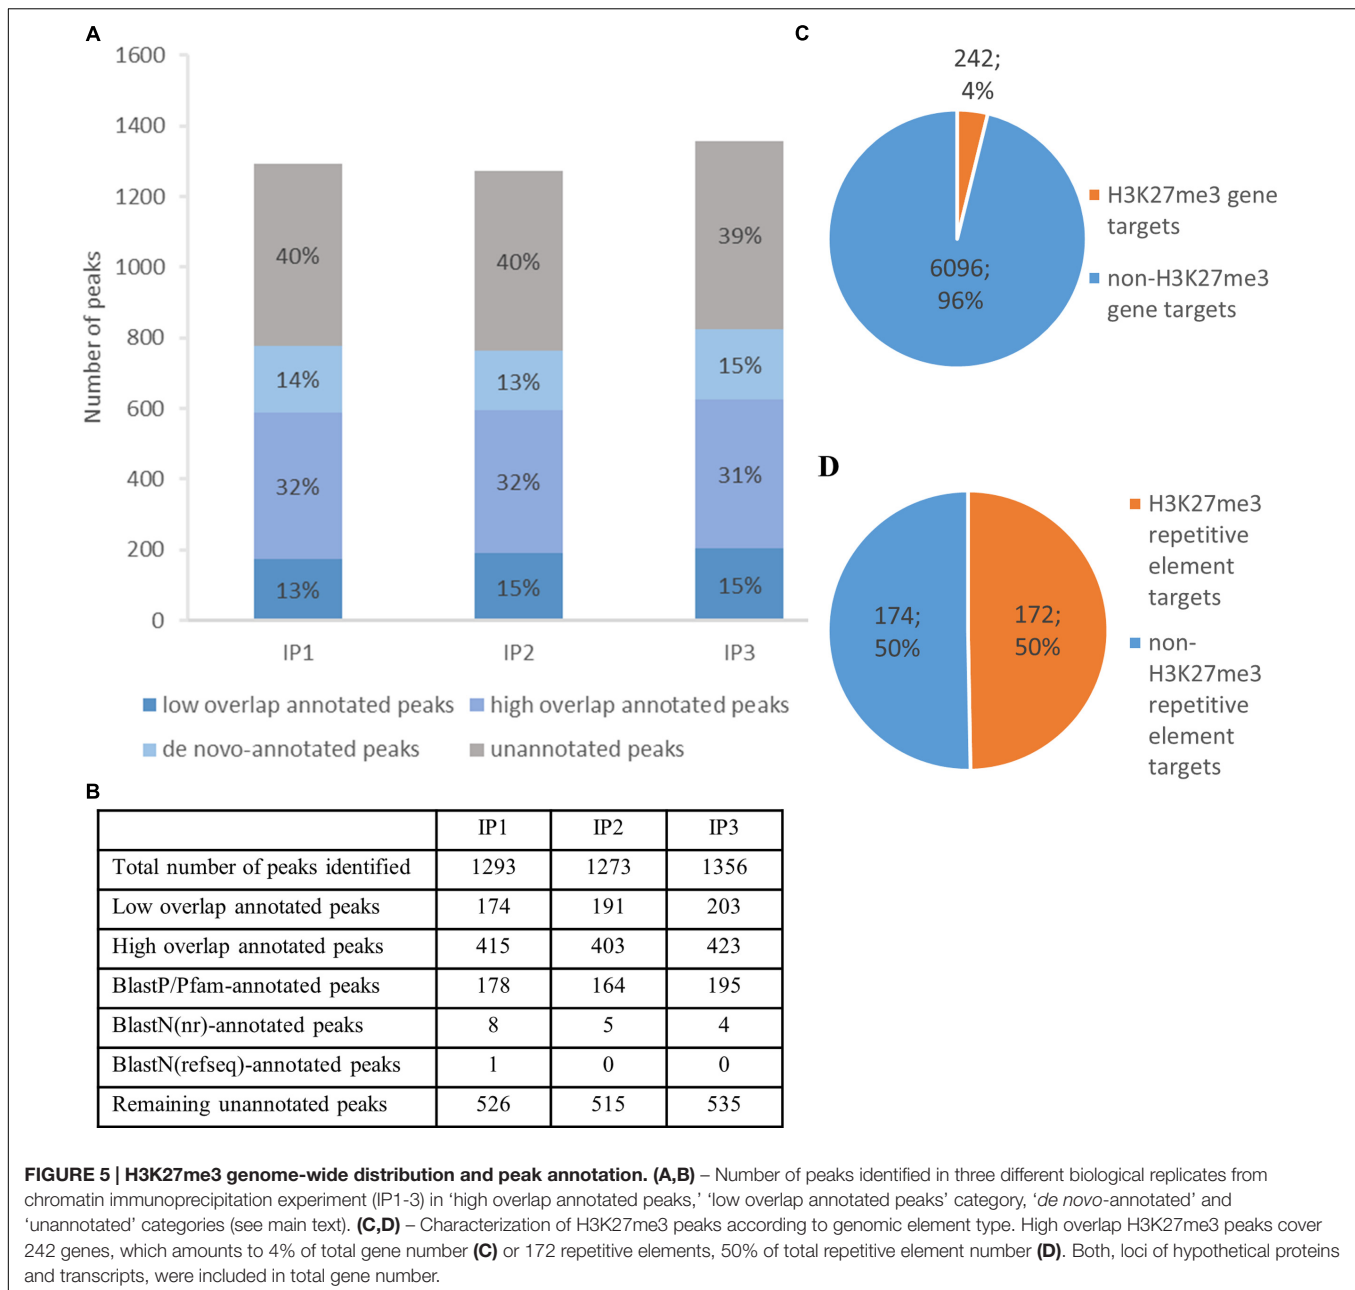 A
1600
1400
1200
1000
800
600
400
200
0
Number of peaks
40%
14%
32%
13%
40%
13%
32%
15%
39%
15%
31%
15%
IP1 IP2 IP3
low overlap annotated peaks high overlap annotated peaks
de novo-annotated peaks unannotated peaks
C
242;
4%
6096;
96%
H3K27me3 gene
targets
non-H3K27me3
gene targets
D
174;
50%
172;
50%
H3K27me3
repetitive
element
targets
non-
H3K27me3
repetitive
element
targets
B
IP1 IP2 IP3
Total number of peaks identified 1293 1273 1356
Low overlap annotated peaks 174 191 203
High overlap annotated peaks 415 403 423
BlastP/Pfam-annotated peaks 178 164 195
BlastN(nr)-annotated peaks 8 5 4
BlastN(refseq)-annotated peaks 1 0 0
Remaining unannotated peaks 526 515 535
FIGURE 5 | H3K27me3 genome-wide distribution and peak annotation. (A,B) – Number of peaks identified in three different biological replicates from
chromatin immunoprecipitation experiment (IP1-3) in ‘high overlap annotated peaks,’ ‘low overlap annotated peaks’ category, ‘de novo-annotated’ and
‘unannotated’ categories (see main text). (C,D) – Characterization of H3K27me3 peaks according to genomic element type. High overlap H3K27me3 peaks cover
242 genes, which amounts to 4% of total gene number (C) or 172 repetitive elements, 50% of total repetitive element number (D). Both, loci of hypothetical proteins
and transcripts, were included in total gene number.